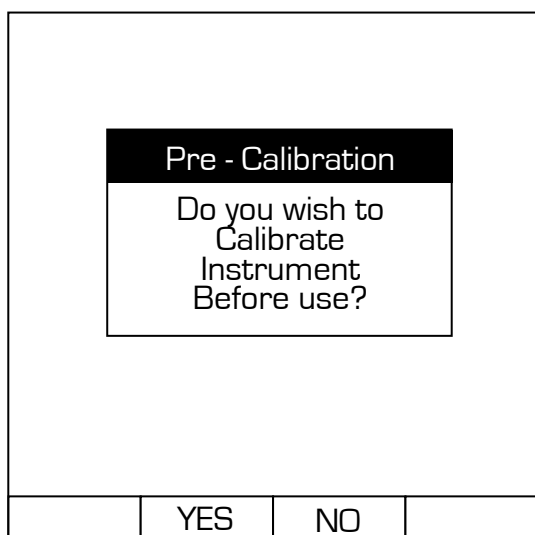 Pre - Calibration
Do you wish to
Calibrate
Instrument
Before use?
YES NO